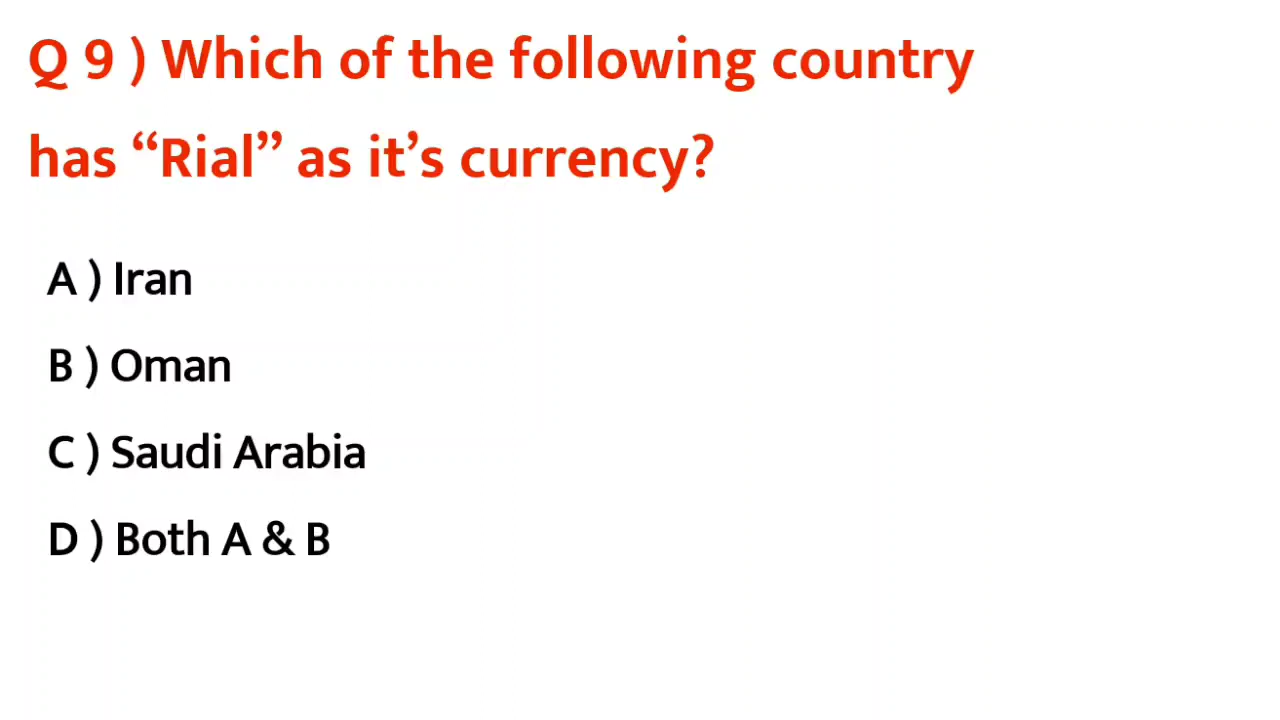 Q 9 ) Which of the following country
has “Rial” as it’s currency?
A ) Iran
B ) Oman
C ) Saudi Arabia
D ) Both A & B